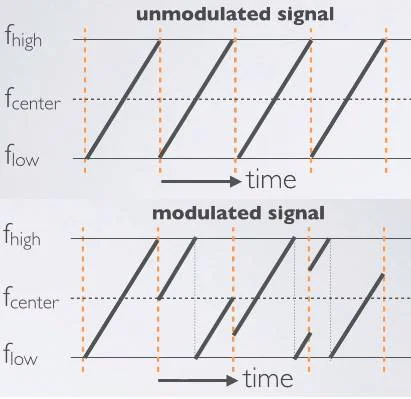 unmodulated signal
fhigh
fcenter
flow
time
modulated signal
fhigh
fcenter
flow
time